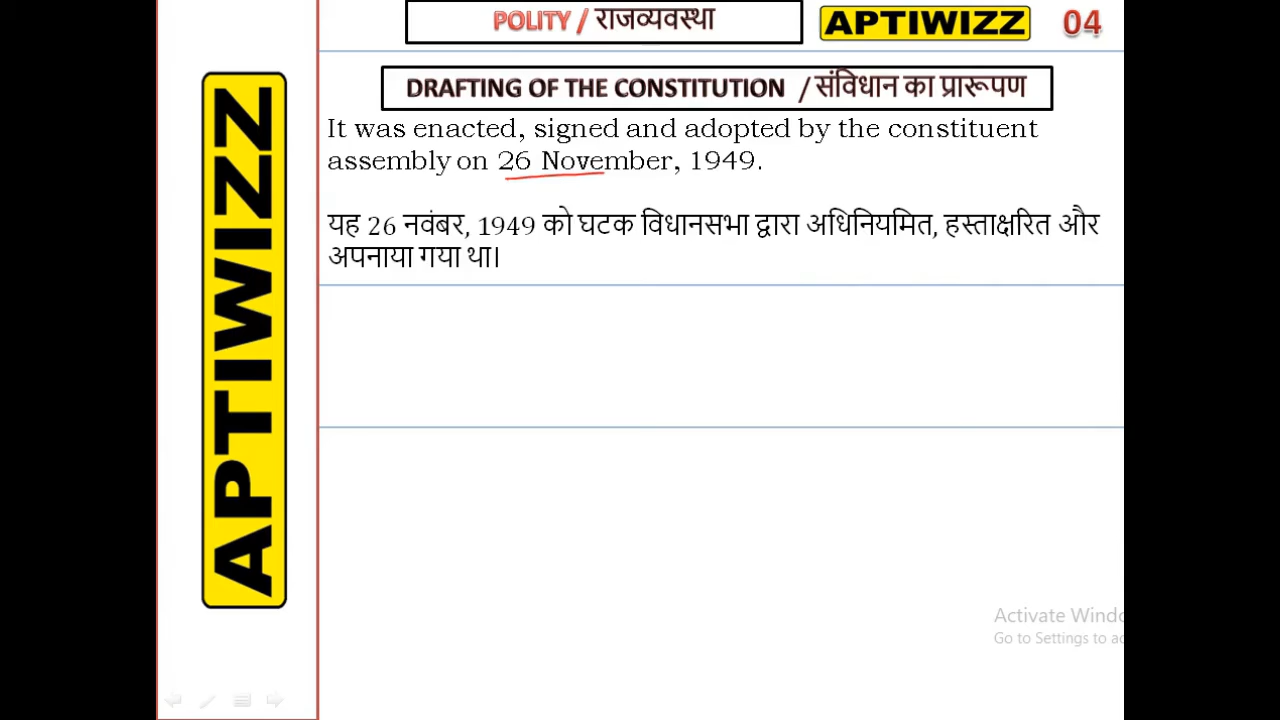 POLITY / राजव्यवस्था
APTIWIZZ
04
APTIWIZZ
DRAFTING OF THE CONSTITUTION / संविधान का प्रारूपण
It was enacted, signed and adopted by the constituent
assembly on 26 November, 1949.
यह 26 नवंबर, 1949 को घटक विधानसभा द्वारा अधिनियमित, हस्ताक्षरित और
अपनाया गया था।
Activate Windo
Go to Settings to ac